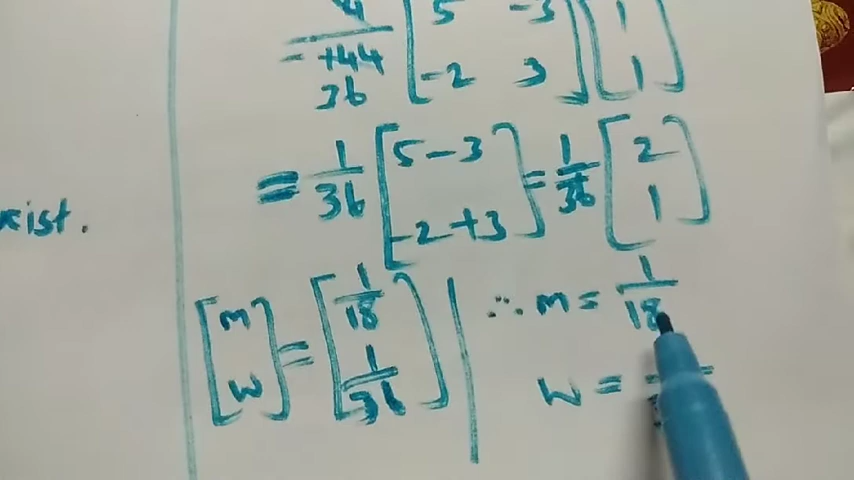 - +44 [5 -3] [1]
36 [-2 3] [1]
= 1/36 [5-3] = 1/36 [2]
[-2+3] [1]
xist.
[m] = [1/18] ∴ m = 1/18
[w] [1/36] w =